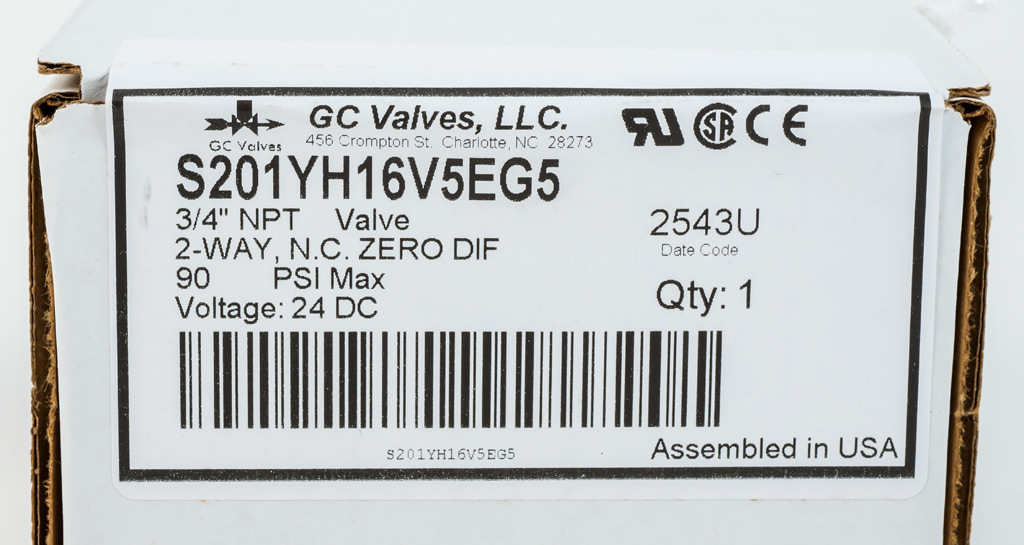 GC Valves, LLC.
456 Crompton St. Charlotte, NC 28273
GC Valves
S201YH16V5EG5
3/4" NPT Valve
2-WAY, N.C. ZERO DIF
90 PSI Max
Voltage: 24 DC
2543U
Date Code
Qty: 1
S201YH16V5EG5
Assembled in USA